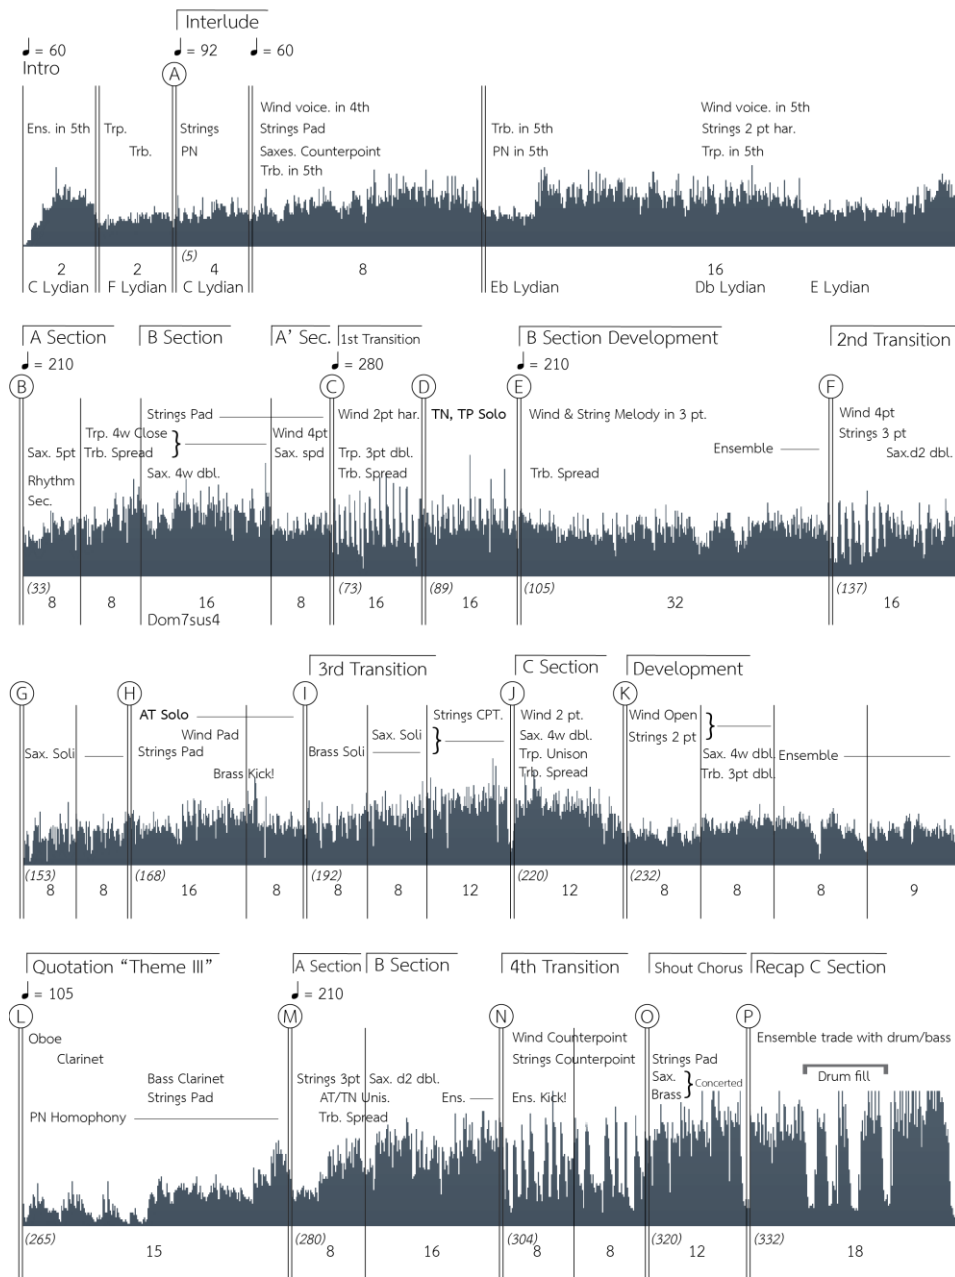 Interlude
♩ = 60
♩ = 92
♩ = 60
Intro
A
Wind voice. in 4th
Wind voice. in 5th
Ens. in 5th
Trp.
Strings
Strings Pad
Trb. in 5th
Strings 2 pt har.
Trb.
PN
Saxes. Counterpoint
PN in 5th
Trp. in 5th
Trb. in 5th
(5)
2
2
4
8
16
C Lydian
F Lydian
C Lydian
Eb Lydian
Db Lydian
E Lydian
A Section
B Section
A' Sec.
1st Transition
B Section Development
2nd Transition
♩ = 210
♩ = 280
♩ = 210
B
C
D
E
F
Strings Pad
Wind 2pt har.
TN, TP Solo
Wind & String Melody in 3 pt.
Wind 4pt
Trp. 4w Close
Wind 4pt
Strings 3 pt
Sax. 5pt
Trb. Spread
}
Sax. spd
Trp. 3pt dbl.
Ensemble
Sax.d2 dbl.
Rhythm
Sax. 4w dbl.
Trb. Spread
Trb. Spread
Sec.
(33)
(73)
(89)
(105)
(137)
8
8
16
8
16
16
32
16
Dom7sus4
3rd Transition
C Section
Development
G
H
I
J
K
AT Solo
Strings CPT.
Wind 2 pt.
Wind Open
Wind Pad
Sax. Soli
}
Sax. 4w dbl.
Strings 2 pt
}
Sax. Soli
Strings Pad
Brass Soli
Trp. Unison
Sax. 4w dbl
Ensemble
Brass Kick!
Trb. Spread
Trb. 3pt dbl.
(153)
(168)
(192)
(220)
(232)
8
8
16
8
8
8
12
12
8
8
8
9
Quotation “Theme III”
A Section
B Section
4th Transition
Shout Chorus
Recap C Section
♩ = 105
♩ = 210
L
M
N
O
P
Oboe
Wind Counterpoint
Ensemble trade with drum/bass
Clarinet
Strings Counterpoint
Strings Pad
Bass Clarinet
Strings 3pt
Sax. d2 dbl.
Sax.
}
Concerted
Drum fill
Strings Pad
AT/TN Unis.
Ens.
Ens. Kick!
Brass
PN Homophony
Trb. Spread
(265)
(280)
(304)
(320)
(332)
15
8
16
8
8
12
18